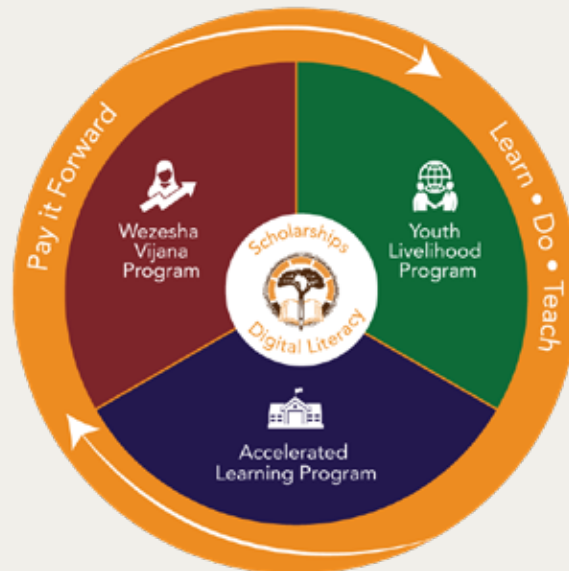 Pay it Forward
Learn • Do • Teach
Wezesha
Vijana
Program
Youth
Livelihood
Program
Scholarships
Digital Literacy
Accelerated
Learning Program